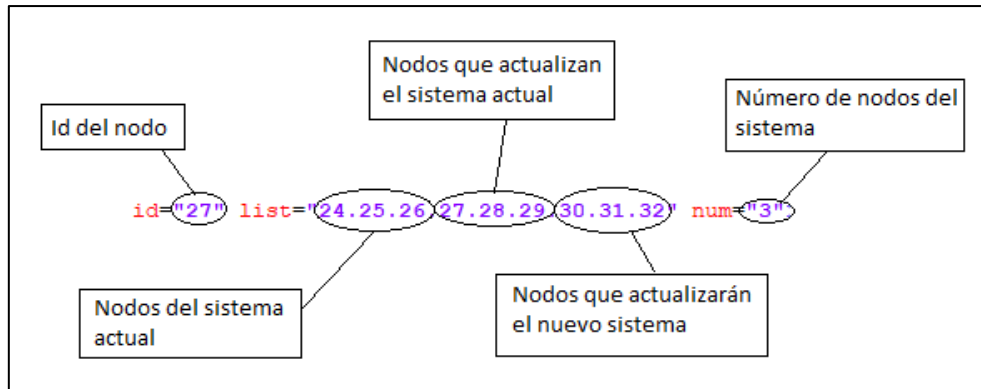 Nodos que actualizan
el sistema actual
Número de nodos del
sistema
Id del nodo
id="27" list="24.25.26,27.28.29,30.31.32" num="3"
Nodos del sistema
actual
Nodos que actualizarán
el nuevo sistema